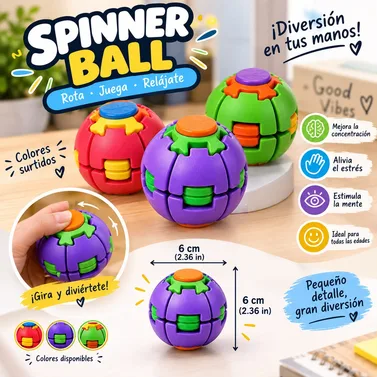 SPINNER
BALL
Rota · Juega · Relájate
¡Diversión
en tus manos!
Good
Vibes
Colores
surtidos
Mejora la
concentración
Alivia
el estrés
Estimula
la mente
Ideal para
todas las edades
¡Gira y diviértete!
6 cm
(2.36 in)
6 cm
(2.36 in)
Pequeño
detalle,
gran diversión
Colores disponibles